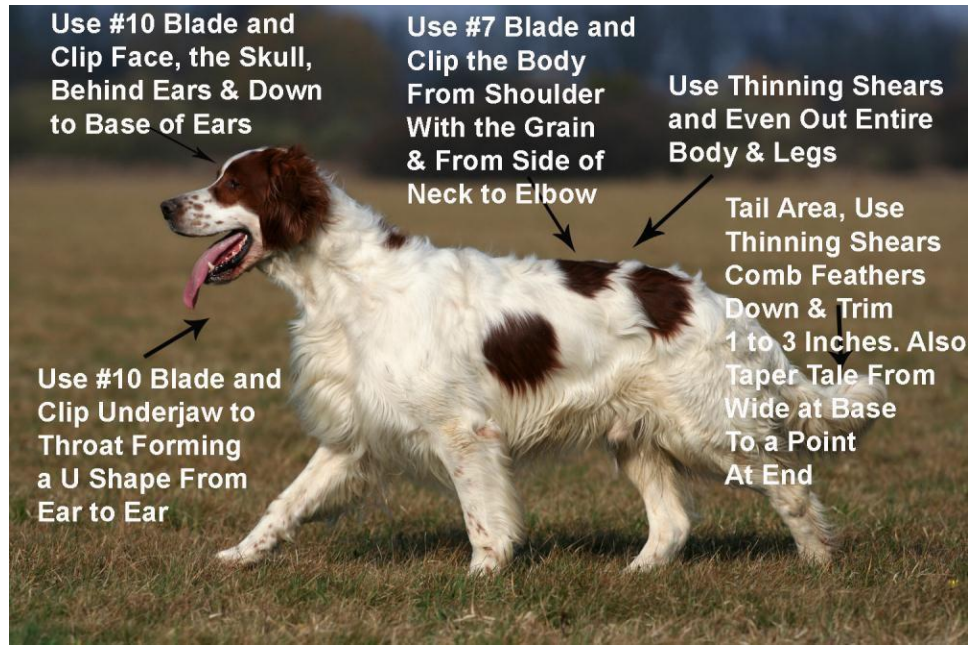 Use #10 Blade and
Clip Face, the Skull,
Behind Ears & Down
to Base of Ears
Use #7 Blade and
Clip the Body
From Shoulder
With the Grain
& From Side of
Neck to Elbow
Use Thinning Shears
and Even Out Entire
Body & Legs
Tail Area, Use
Thinning Shears
Comb Feathers
Down & Trim
1 to 3 Inches. Also
Taper Tale From
Wide at Base
To a Point
At End
Use #10 Blade and
Clip Underjaw to
Throat Forming
a U Shape From
Ear to Ear